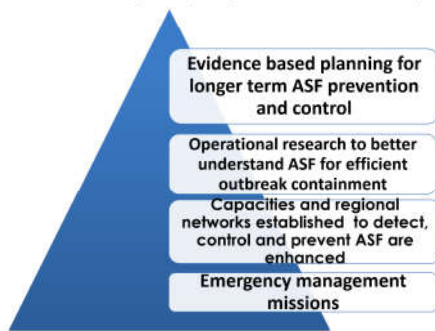 Evidence based planning for
longer term ASF prevention
and control
Operational research to better
understand ASF for efficient
outbreak containment
Capacities and regional
networks established to detect,
control and prevent ASF are
enhanced
Emergency management
missions